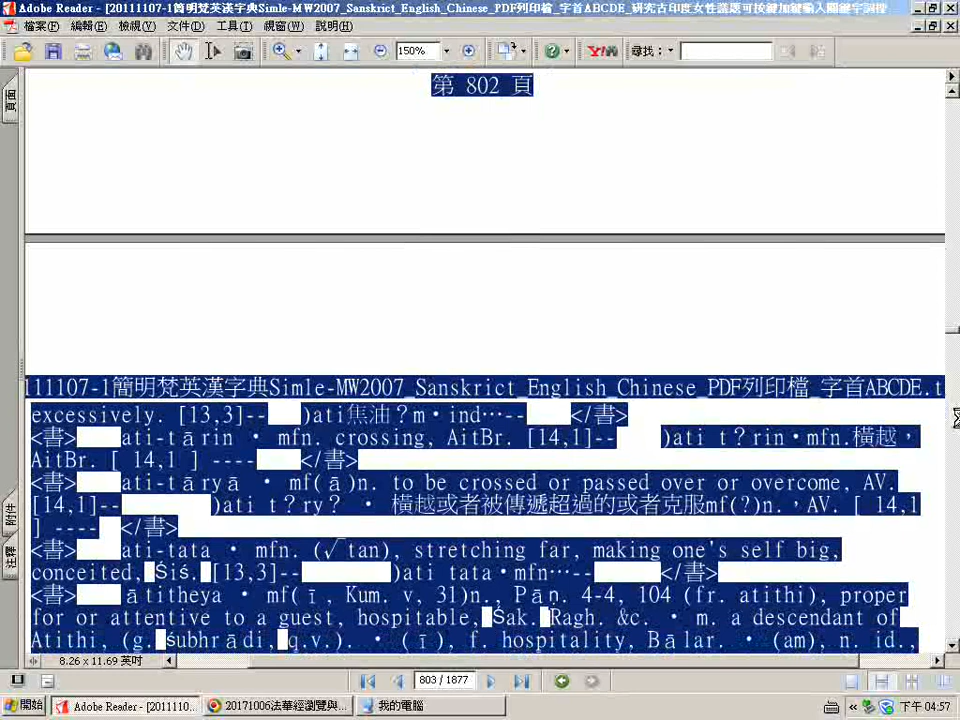 Adobe Reader - [20111107-1簡明梵英漢字典Simle-MW2007_Sanskrict_English_Chinese_PDF列印檔_字首ABCDE_研究古印度女性議題可按鍵加鍵輸入關鍵字詞搜
檔案(F) 編輯(E) 檢視(V) 文件(D) 工具(T) 視窗(W) 說明(H)
150% 尋找：
頁面
第 802 頁
111107-1簡明梵英漢字典Simle-MW2007_Sanskrict_English_Chinese_PDF列印檔_字首ABCDE.t
excessively. [13,3]-- )ati焦油？m·ind…-- </書>
<書> ati-tārin · mfn. crossing, AitBr. [14,1]-- )ati t？rin·mfn.橫越，
AitBr. [ 14,1 ] ---- </書>
<書> ati-tāryā · mf(ā)n. to be crossed or passed over or overcome, AV.
[14,1]-- )ati t？ry？ · 橫越或者被傳遞超過的或者克服mf(?)n.，AV. [ 14,1
] ---- </書>
<書> ati-tata · mfn. (√tan), stretching far, making one's self big,
conceited, Śiś. [13,3]-- )ati tata·mfn…-- </書>
<書> ātitheya · mf(ī, Kum. v, 31)n., Pāṇ. 4-4, 104 (fr. atithi), proper
for or attentive to a guest, hospitable, Śak. Ragh. &c. · m. a descendant of
Atithi, (g. śubhrādi, q.v.). · (ī), f. hospitality, Bālar. · (am), n. id.,
附件
注釋
8.26 x 11.69 英吋
803 / 1877
開始 Adobe Reader - [2011110... 20171006法華經瀏覽與... 我的電腦 下午 04:57